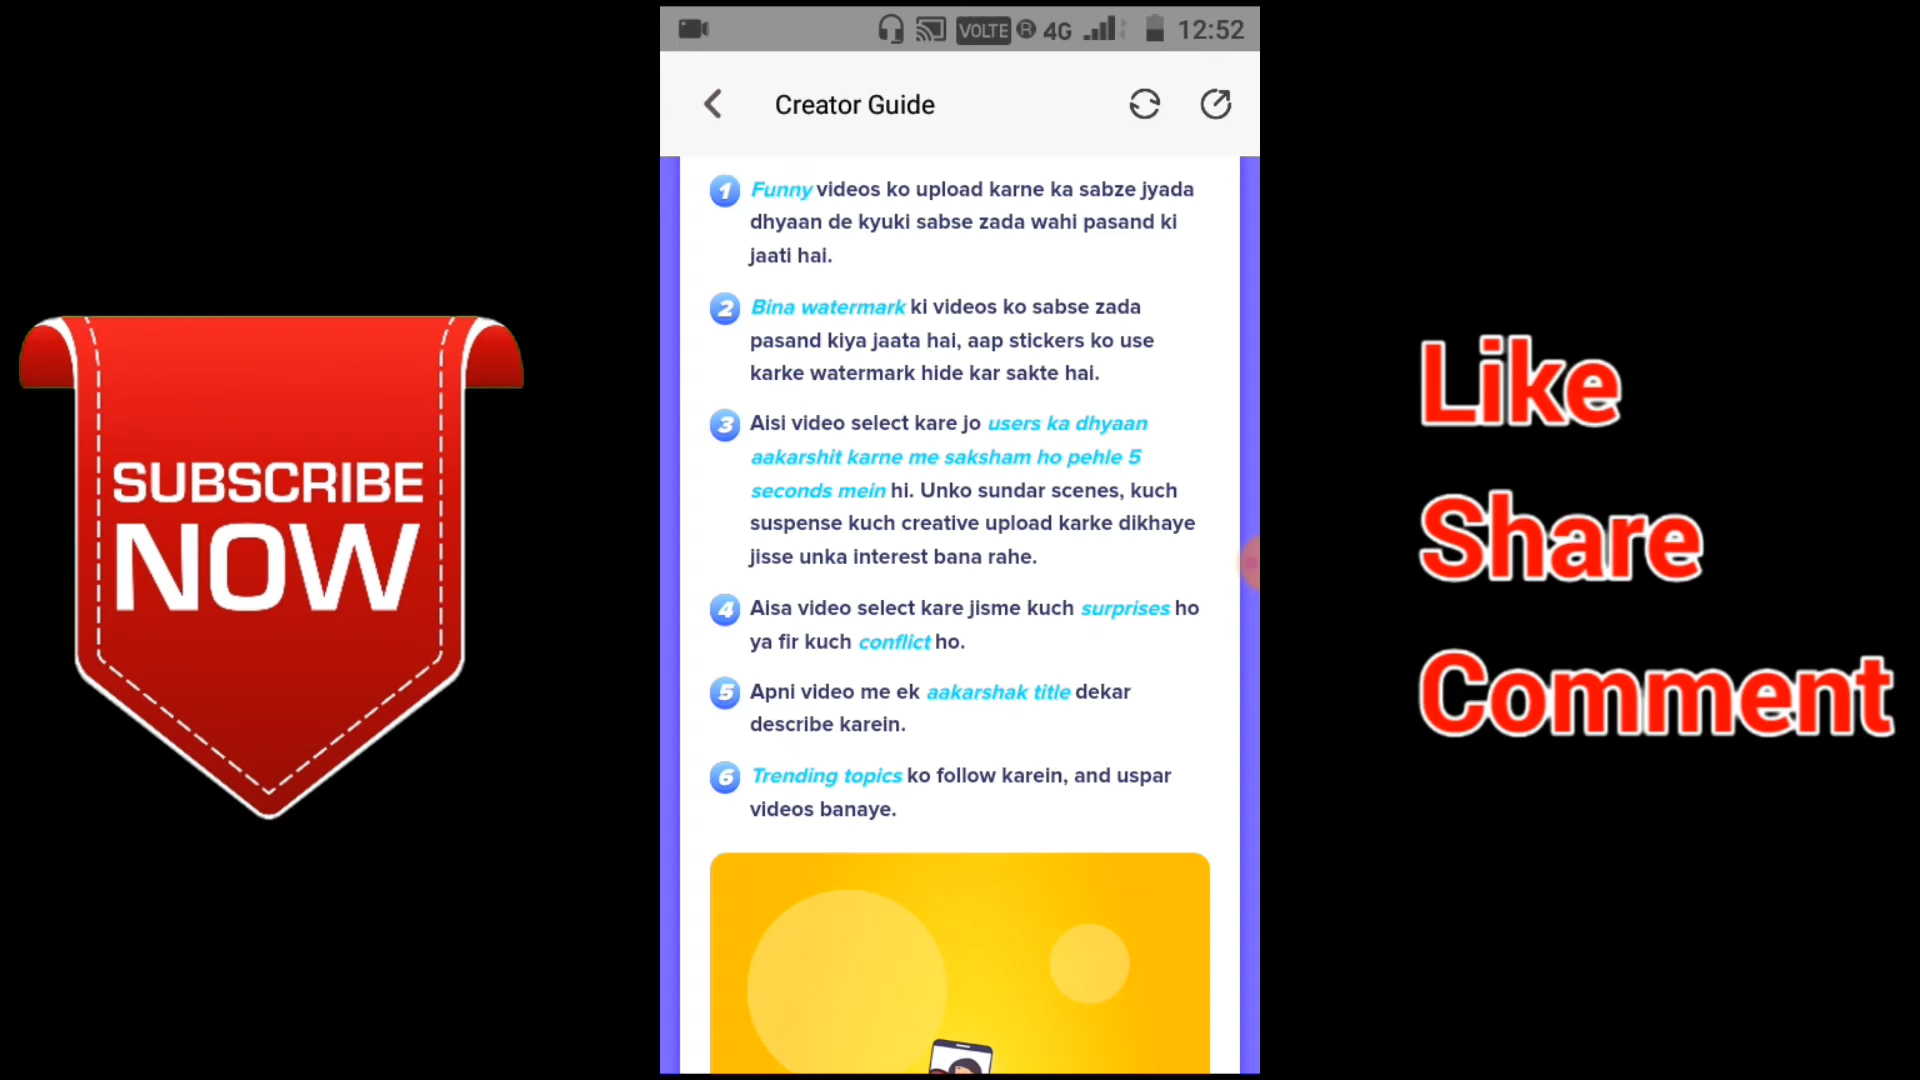 VOLTE R 4G 12:52
Creator Guide
1 Funny videos ko upload karne ka sabze jyada
dhyaan de kyuki sabse zada wahi pasand ki
jaati hai.
2 Bina watermark ki videos ko sabse zada
pasand kiya jaata hai, aap stickers ko use
karke watermark hide kar sakte hai.
3 Aisi video select kare jo users ka dhyaan
aakarshit karne me saksham ho pehle 5
seconds mein hi. Unko sundar scenes, kuch
suspense kuch creative upload karke dikhaye
jisse unka interest bana rahe.
4 Aisa video select kare jisme kuch surprises ho
ya fir kuch conflict ho.
5 Apni video me ek aakarshak title dekar
describe karein.
6 Trending topics ko follow karein, and uspar
videos banaye.
SUBSCRIBE
NOW
Like
Share
Comment